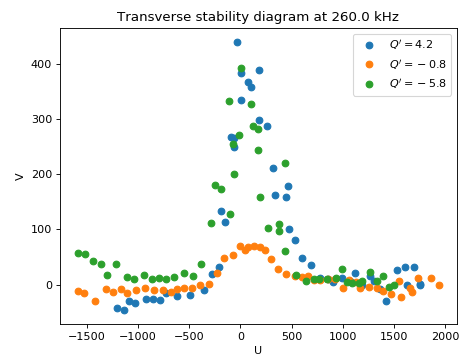 Transverse stability diagram at 260.0 kHz
Q′ = 4.2
Q′ = −0.8
Q′ = −5.8
V
400
300
200
100
0
−1500 −1000 −500 0 500 1000 1500 2000
U